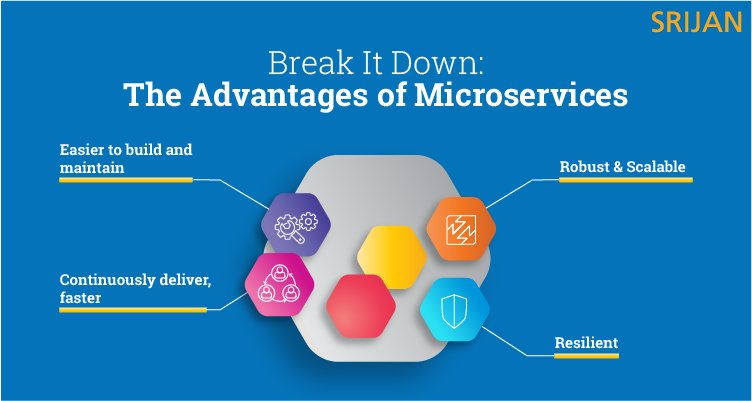 SRIJAN
Break It Down:
The Advantages of Microservices
Easier to build and
maintain
Robust & Scalable
Continuously deliver,
faster
Resilient